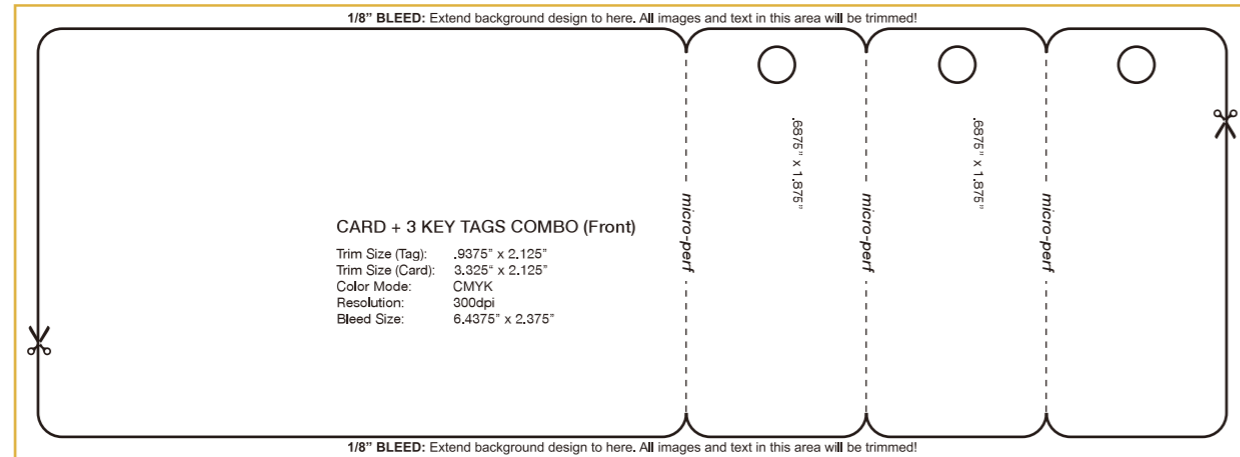 1/8” BLEED: Extend background design to here. All images and text in this area will be trimmed!
.6875” x 1.875”
.6875” x 1.875”
micro-perf
micro-perf
micro-perf
CARD + 3 KEY TAGS COMBO (Front)
Trim Size (Tag): .9375” x 2.125”
Trim Size (Card): 3.325” x 2.125”
Color Mode: CMYK
Resolution: 300dpi
Bleed Size: 6.4375” x 2.375”
1/8” BLEED: Extend background design to here. All images and text in this area will be trimmed!